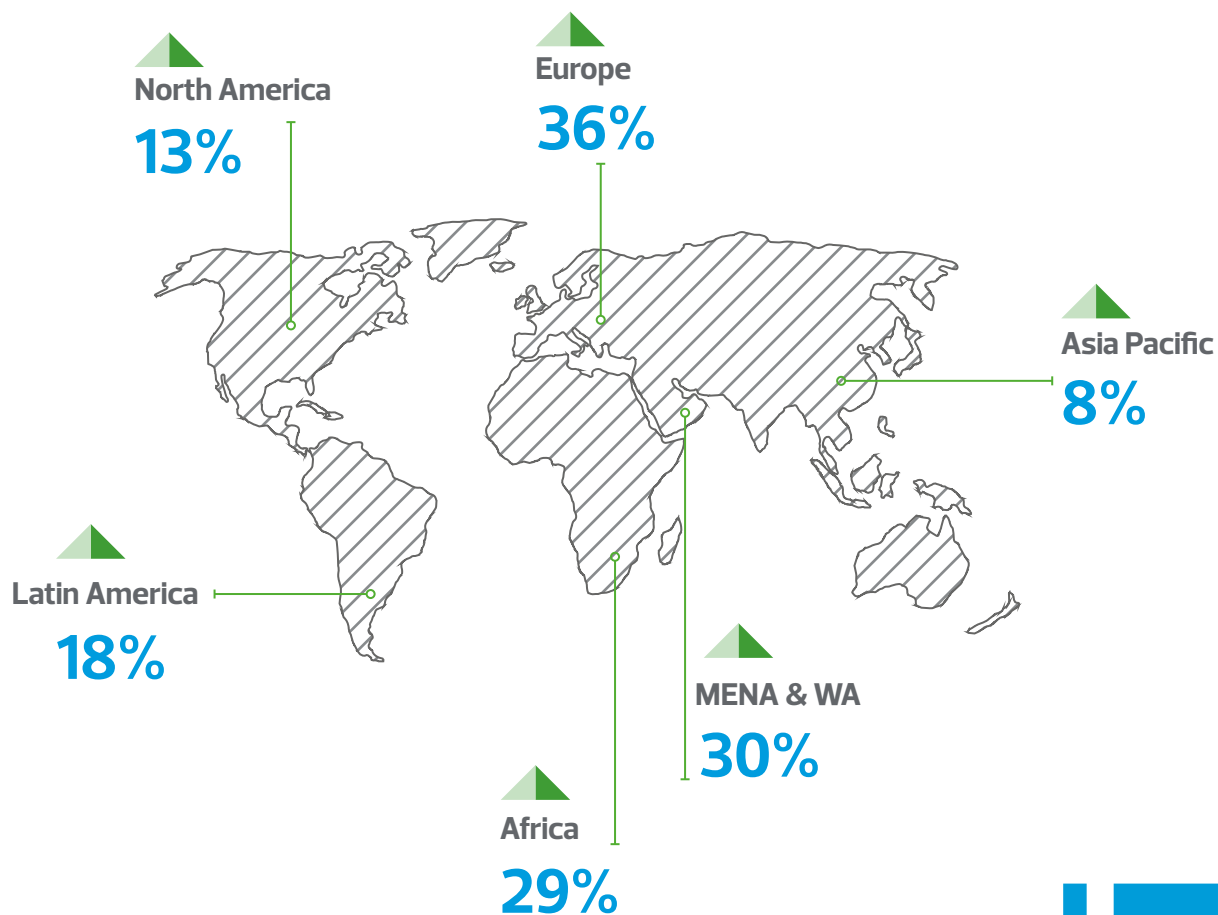 North America
13%
Europe
36%
Asia Pacific
8%
Latin America
18%
MENA & WA
30%
Africa
29%